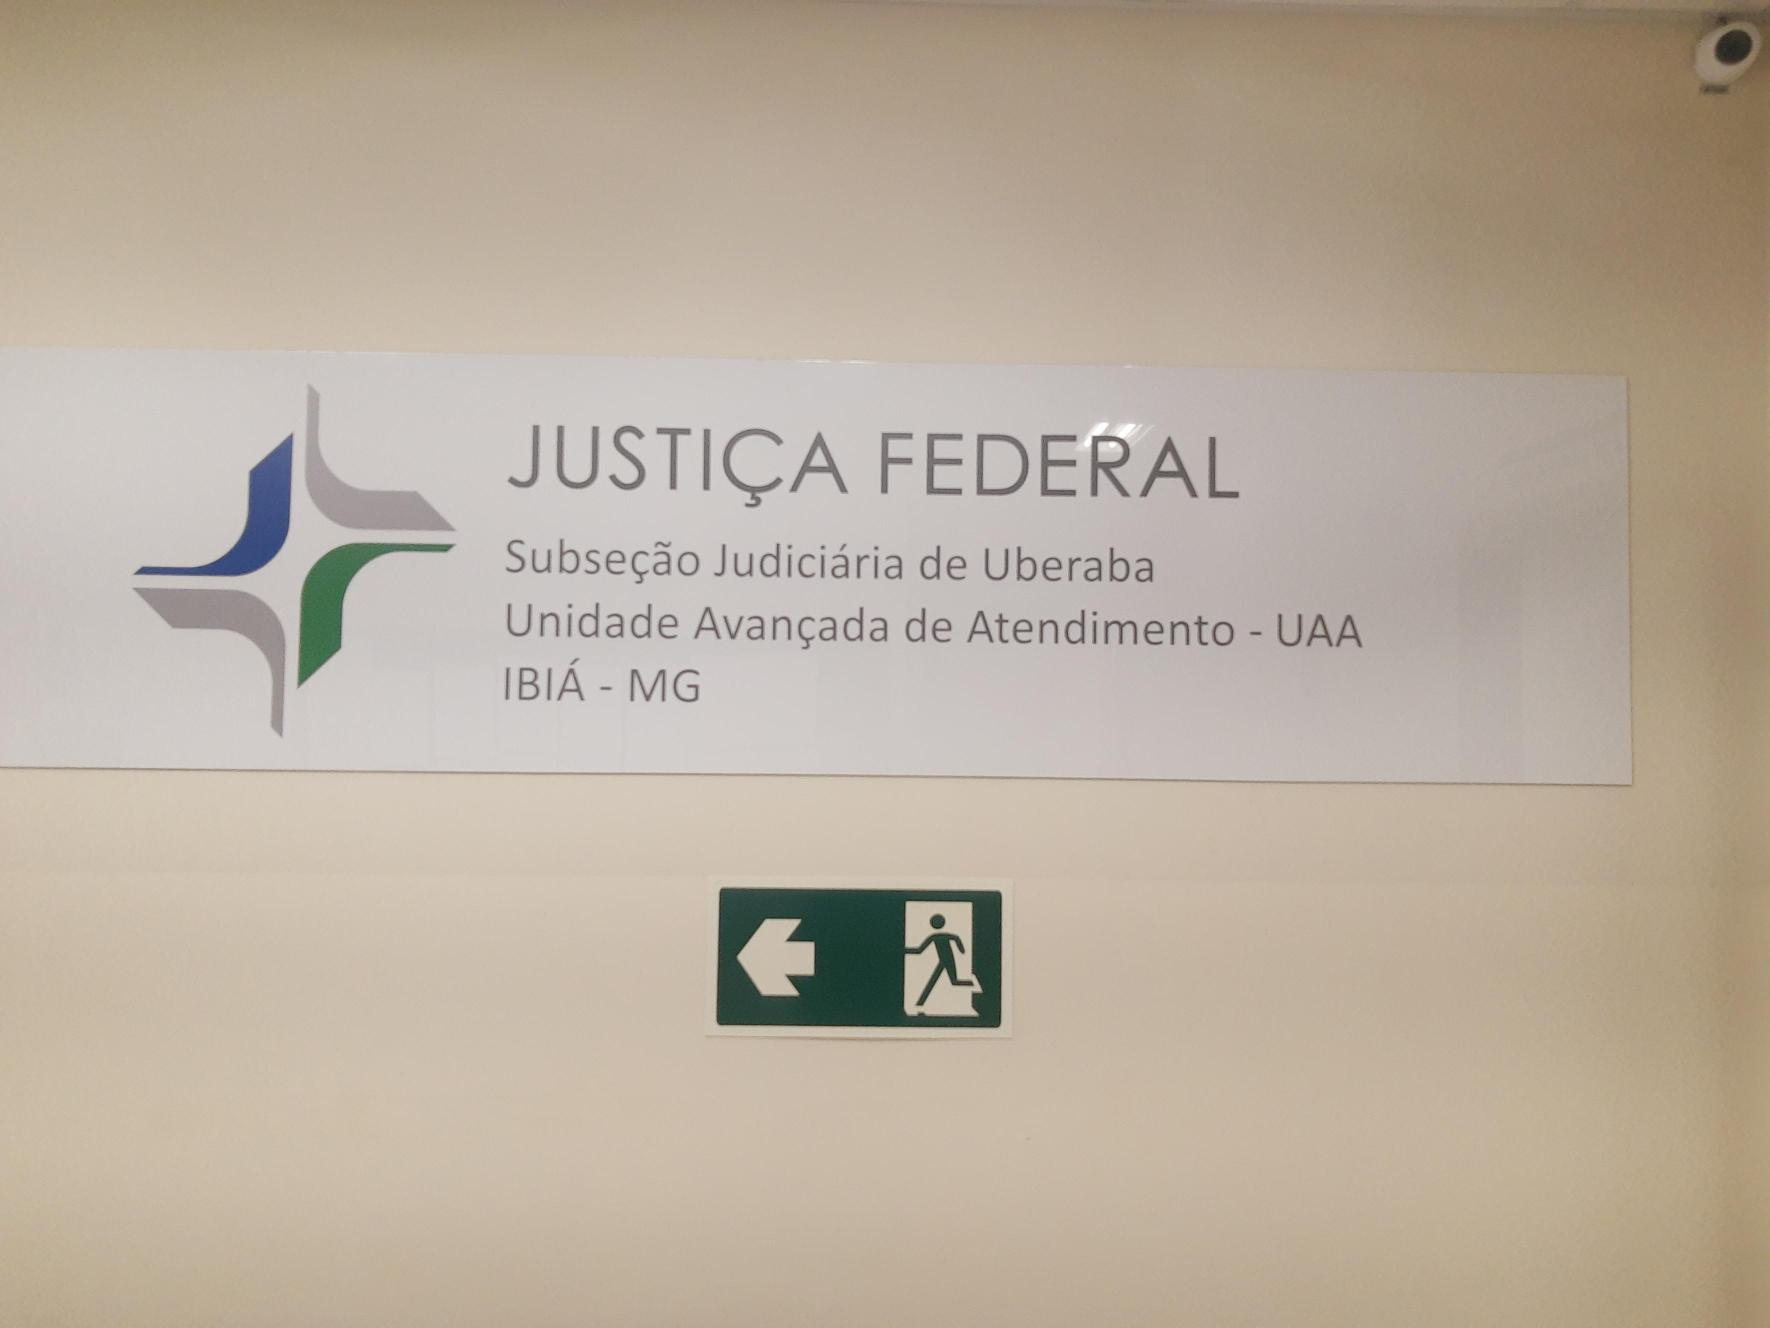 JUSTIÇA FEDERAL
Subseção Judiciária de Uberaba
Unidade Avançada de Atendimento - UAA
IBIÁ - MG